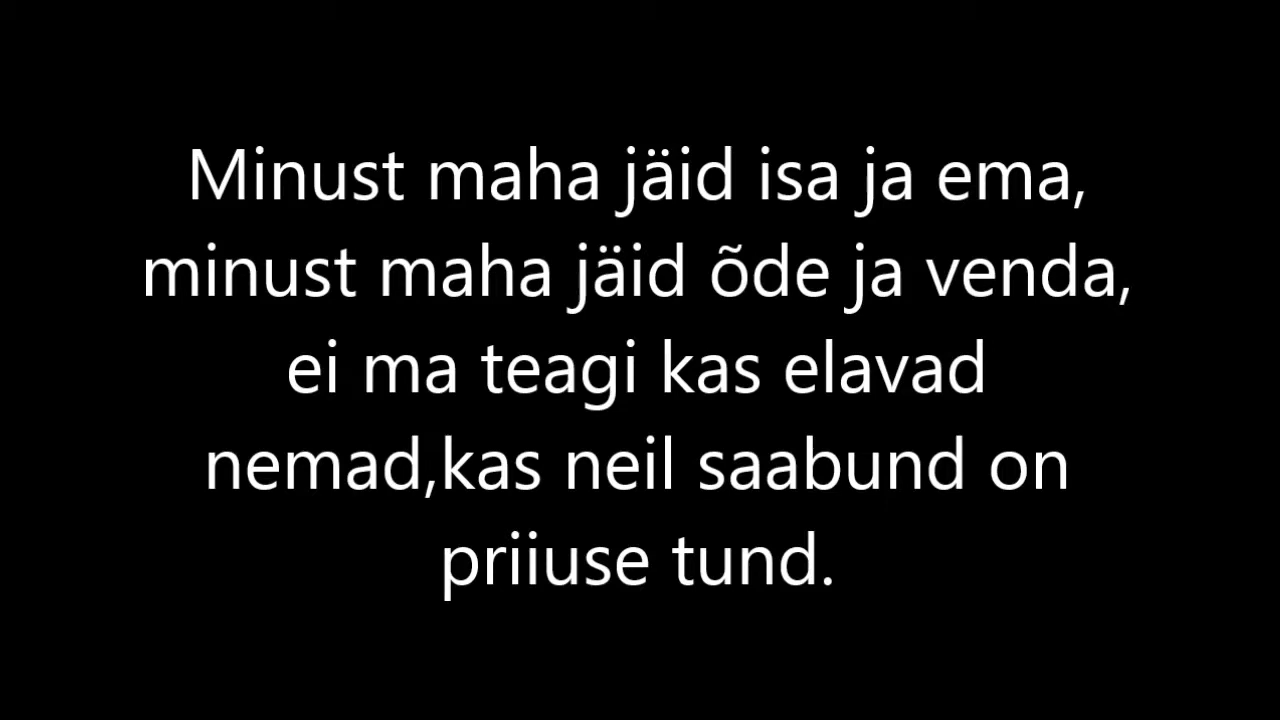 Minust maha jäid isa ja ema,
minust maha jäid õde ja venda,
ei ma teagi kas elavad
nemad,kas neil saabund on
priiuse tund.